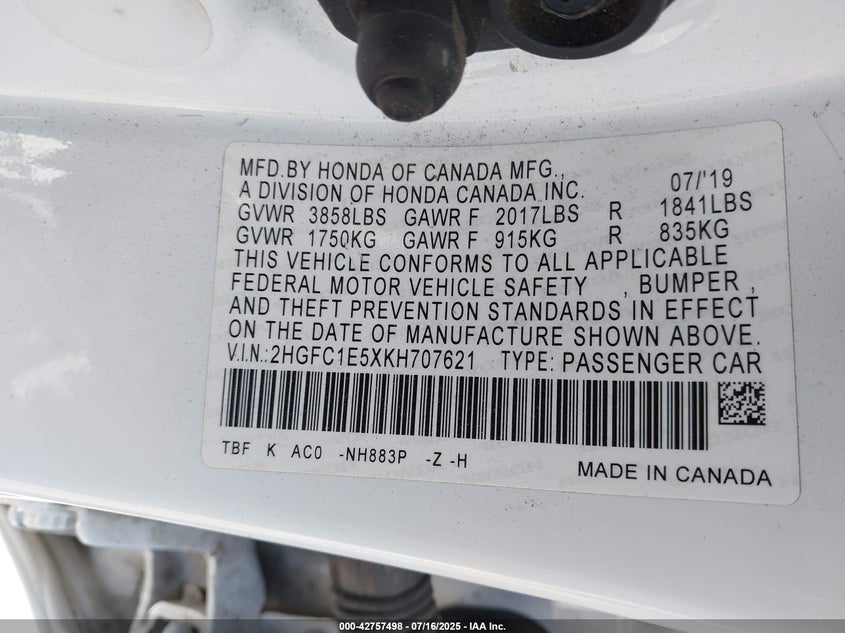 MFD.BY HONDA OF CANADA MFG.,
A DIVISION OF HONDA CANADA INC. 07/'19
GVWR 3858LBS GAWR F 2017LBS R 1841LBS
GVWR 1750KG GAWR F 915KG R 835KG
THIS VEHICLE CONFORMS TO ALL APPLICABLE
FEDERAL MOTOR VEHICLE SAFETY , BUMPER ,
AND THEFT PREVENTION STANDARDS IN EFFECT
ON THE DATE OF MANUFACTURE SHOWN ABOVE.
V.I.N.:2HGFC1E5XKH707621 TYPE: PASSENGER CAR
TBF K AC0 -NH883P -Z -H
MADE IN CANADA
000-42757498 - 07/16/2025 - IAA Inc.